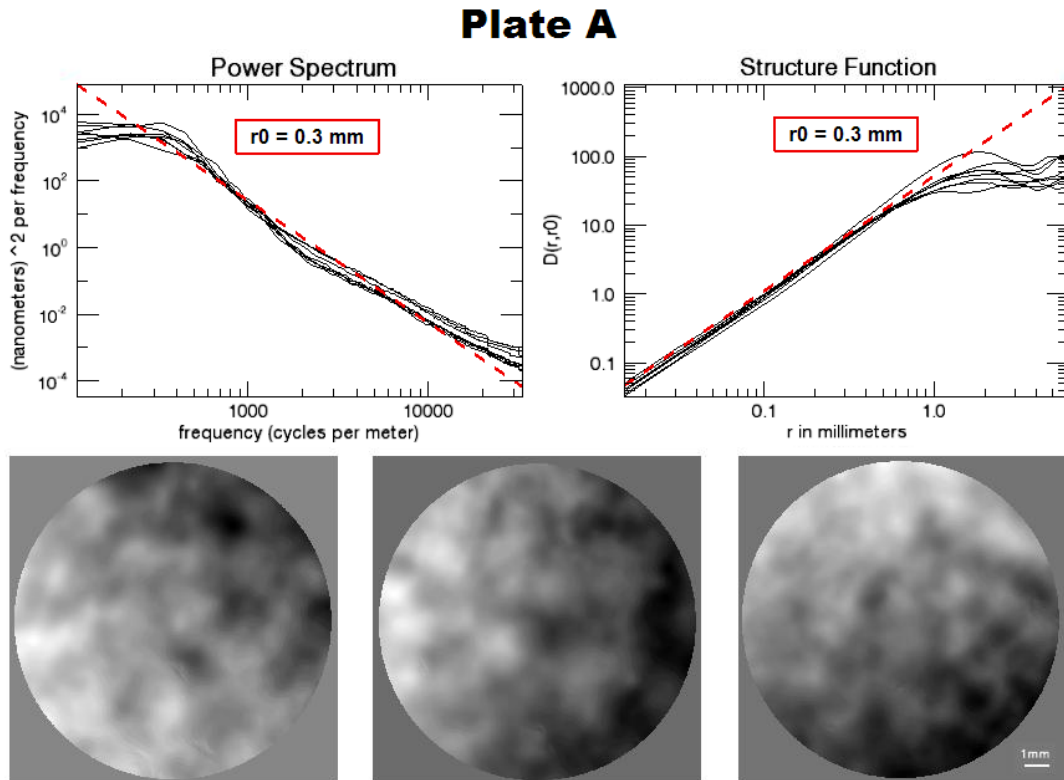 Plate A
Power Spectrum
(nanometers) ^2 per frequency
10^4
10^2
10^0
10^-2
10^-4
r0 = 0.3 mm
1000
10000
frequency (cycles per meter)
Structure Function
D(r,r0)
1000.0
100.0
10.0
1.0
0.1
r0 = 0.3 mm
0.1
1.0
r in millimeters
1mm